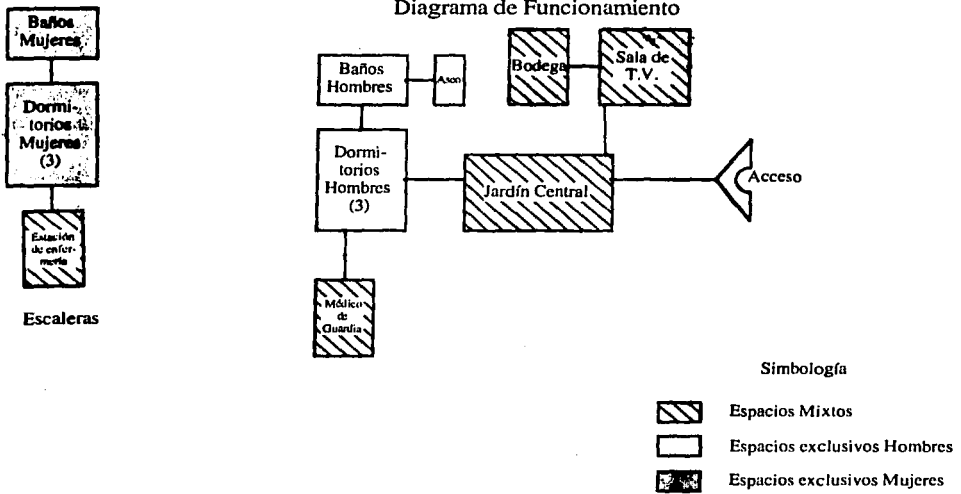 Diagrama de Funcionamiento
Baños
Mujeres
Dormi-
torios
Mujeres
(3)
Estación
de enfer-
mería
Escaleras
Baños
Hombres
Aseo
Dormi-
torios
Hombres
(3)
Médico
de
Guardia
Bodega
Sala de
T.V.
Jardín Central
Acceso
Simbología
Espacios Mixtos
Espacios exclusivos Hombres
Espacios exclusivos Mujeres